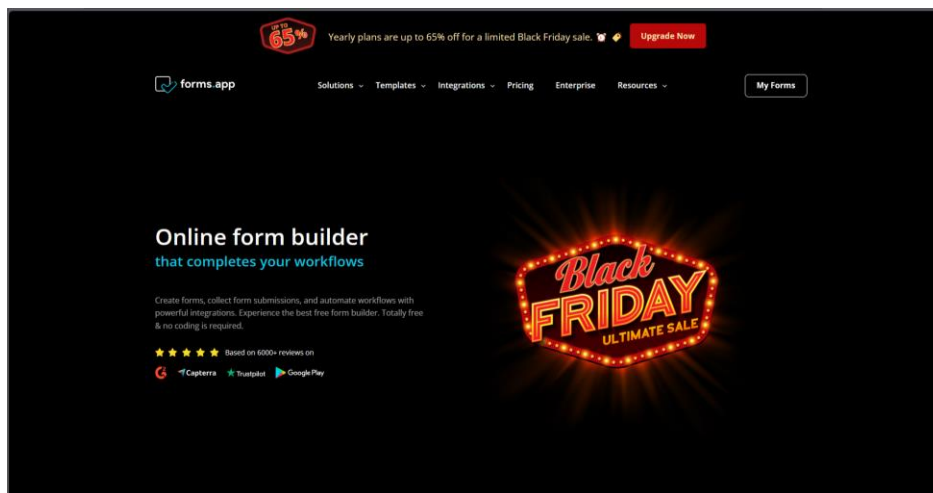 UP TO
65%
Yearly plans are up to 65% off for a limited Black Friday sale.
Upgrade Now
forms.app
Solutions
Templates
Integrations
Pricing
Enterprise
Resources
My Forms
Online form builder
that completes your workflows
Create forms, collect form submissions, and automate workflows with
powerful integrations. Experience the best free form builder. Totally free
& no coding is required.
Based on 6000+ reviews on
Capterra
Trustpilot
Google Play
Black
FRIDAY
ULTIMATE SALE